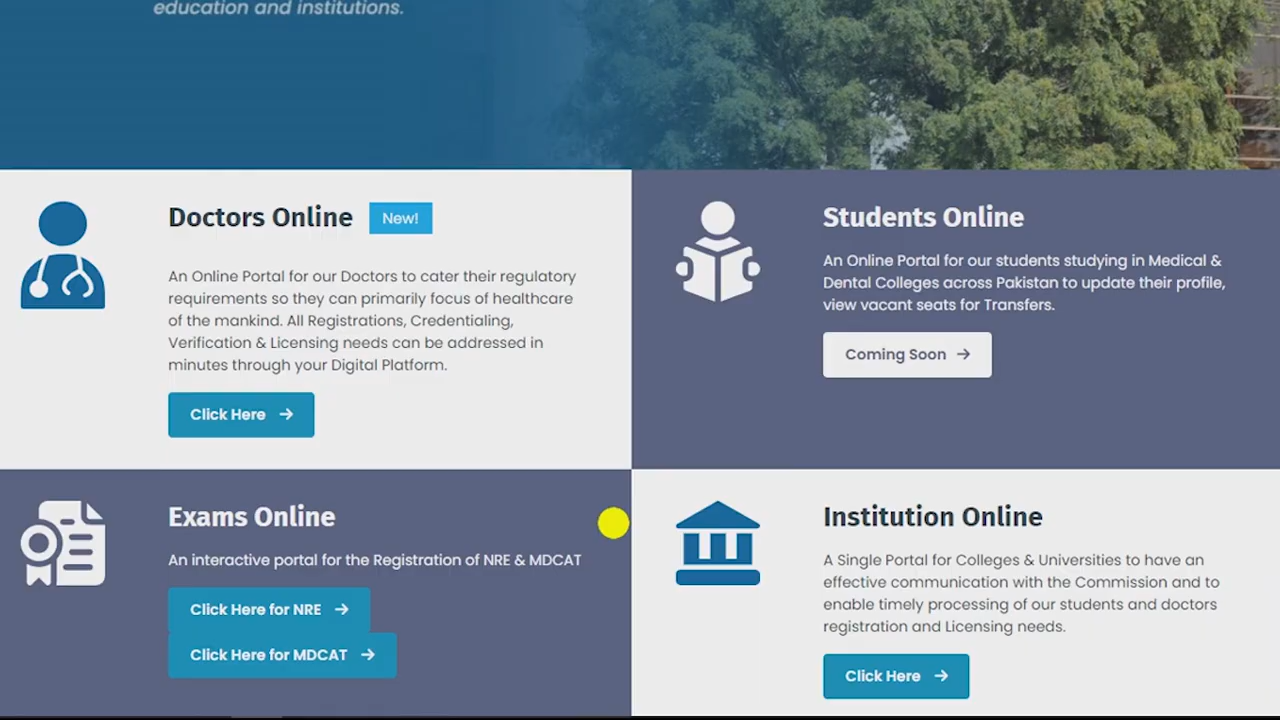 education and institutions.
Doctors Online New!
An Online Portal for our Doctors to cater their regulatory
requirements so they can primarily focus of healthcare
of the mankind. All Registrations, Credentialing,
Verification & Licensing needs can be addressed in
minutes through your Digital Platform.
Click Here →
Students Online
An Online Portal for our students studying in Medical &
Dental Colleges across Pakistan to update their profile,
view vacant seats for Transfers.
Coming Soon →
Exams Online
An interactive portal for the Registration of NRE & MDCAT
Click Here for NRE →
Click Here for MDCAT →
Institution Online
A Single Portal for Colleges & Universities to have an
effective communication with the Commission and to
enable timely processing of our students and doctors
registration and Licensing needs.
Click Here →